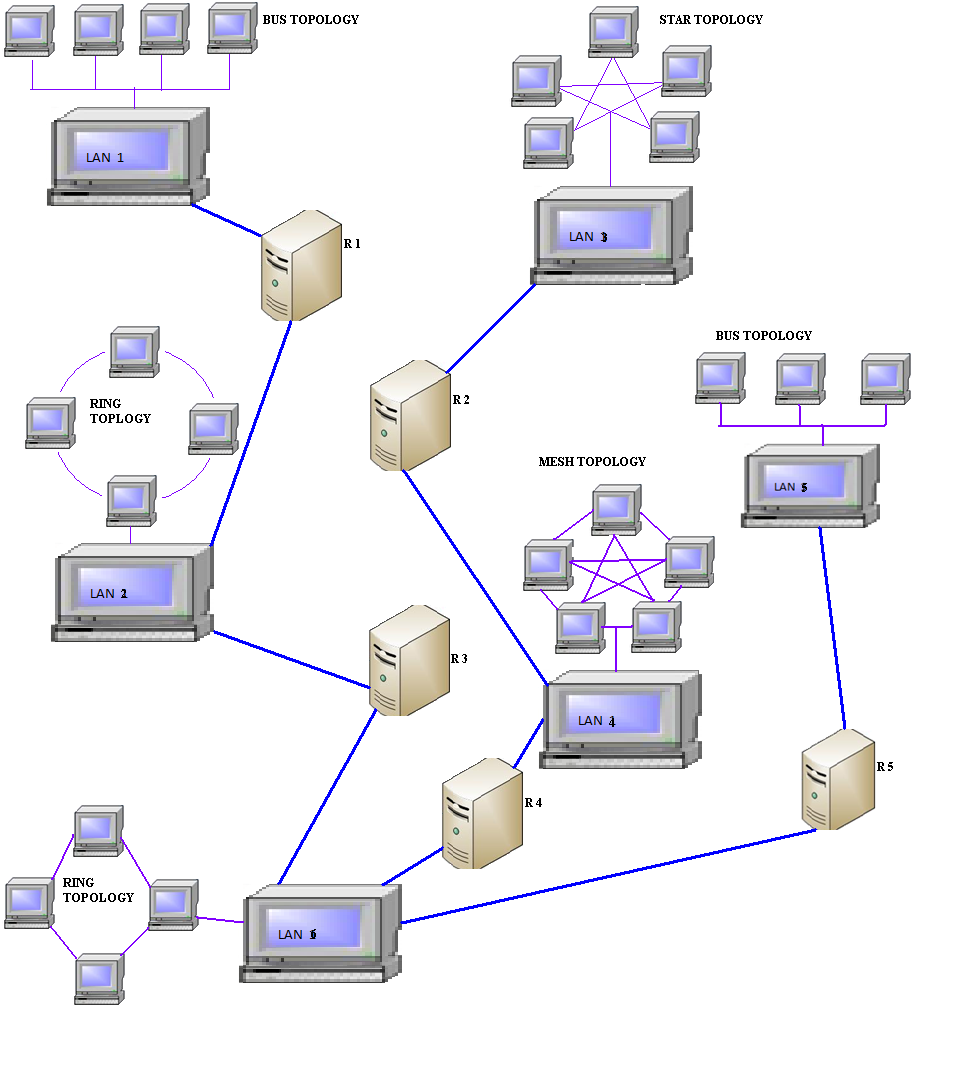 BUS TOPOLOGY
STAR TOPOLOGY
LAN 1
R 1
LAN 3
BUS TOPOLOGY
RING
TOPLOGY
R 2
MESH TOPOLOGY
LAN 5
LAN 2
R 3
LAN 4
R 5
R 4
RING
TOPOLOGY
LAN 6